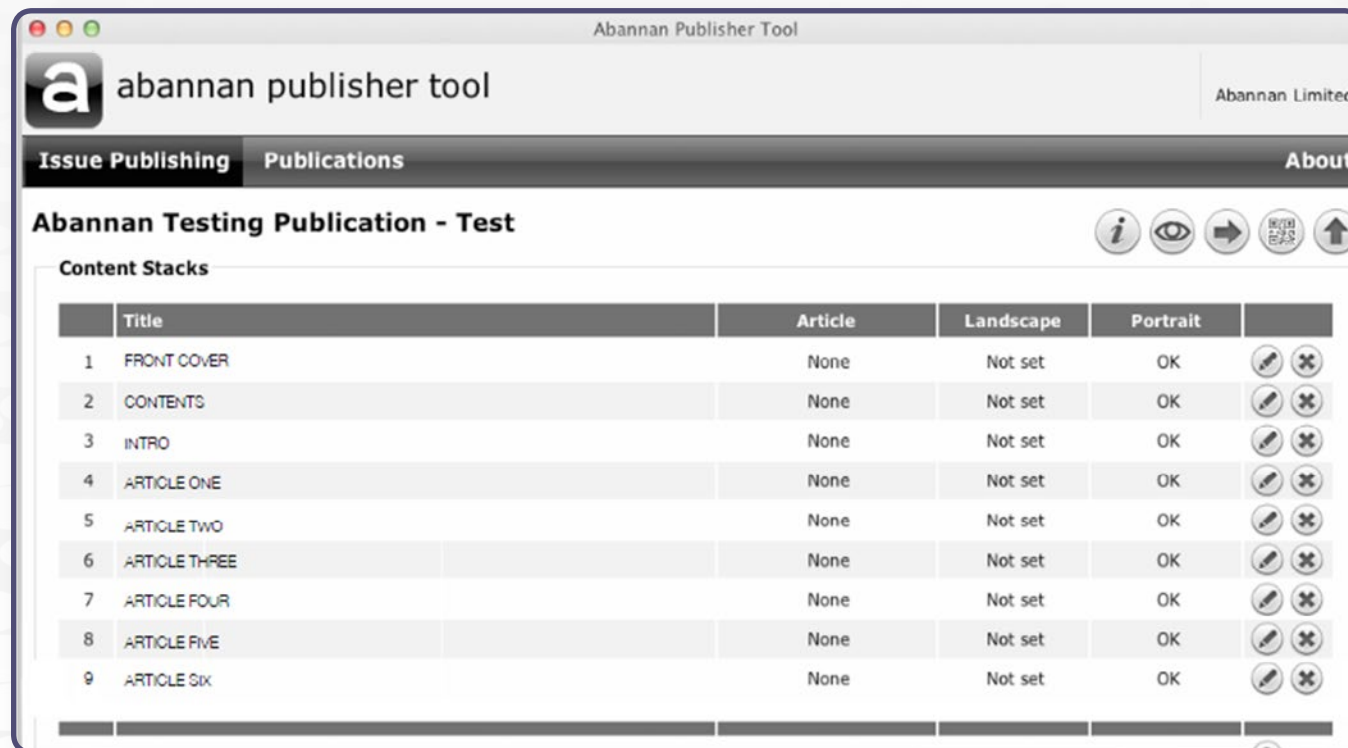 Abannan Publisher Tool
a abannan publisher tool
Abannan Limited
Issue Publishing Publications About
Abannan Testing Publication - Test
Content Stacks
Title Article Landscape Portrait
1 FRONT COVER None Not set OK
2 CONTENTS None Not set OK
3 INTRO None Not set OK
4 ARTICLE ONE None Not set OK
5 ARTICLE TWO None Not set OK
6 ARTICLE THREE None Not set OK
7 ARTICLE FOUR None Not set OK
8 ARTICLE FIVE None Not set OK
9 ARTICLE SIX None Not set OK